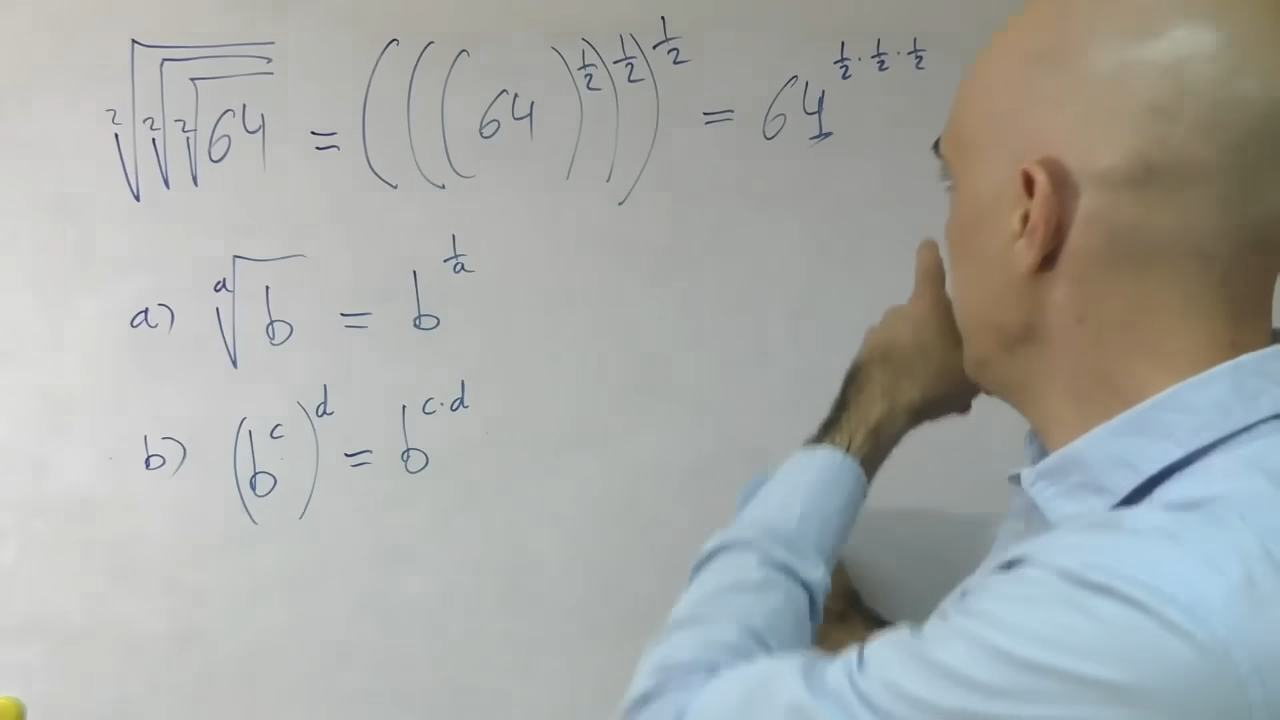 ²√²√²√64 = (((64)^½)^½)^½ = 64^½·½·½
a) ᵃ√b = b^1/a
b) (b^c)^d = b^c·d